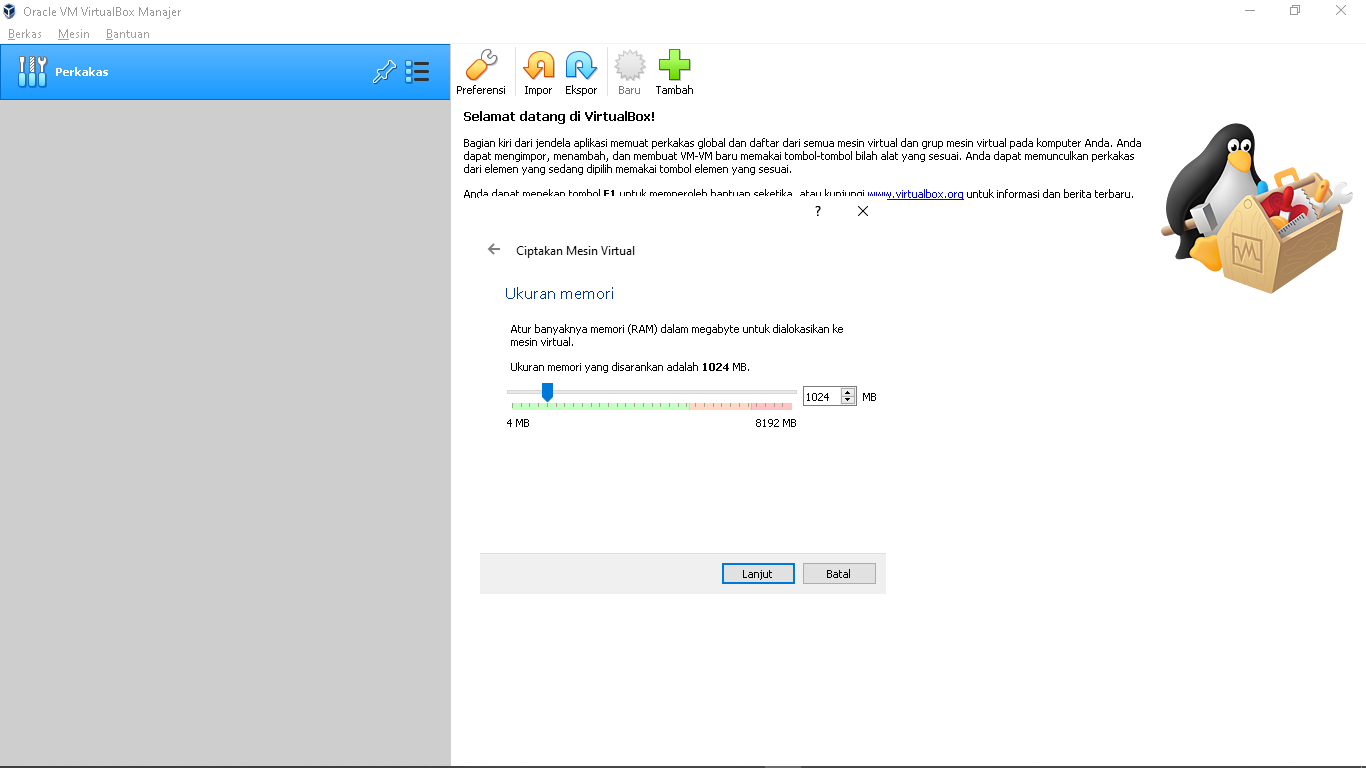 Oracle VM VirtualBox Manajer
Berkas Mesin Bantuan
Perkakas
Preferensi Impor Ekspor Baru Tambah
Selamat datang di VirtualBox!
Bagian kiri dari jendela aplikasi memuat perkakas global dan daftar dari semua mesin virtual dan grup mesin virtual pada komputer Anda. Anda
dapat mengimpor, menambah, dan membuat VM-VM baru memakai tombol-tombol bilah alat yang sesuai. Anda dapat memunculkan perkakas
dari elemen yang sedang dipilih memakai tombol elemen yang sesuai.
Anda dapat menekan tombol F1 untuk memperoleh bantuan seketika, atau kunjungi www.virtualbox.org untuk informasi dan berita terbaru.
?
Ciptakan Mesin Virtual
Ukuran memori
Atur banyaknya memori (RAM) dalam megabyte untuk dialokasikan ke
mesin virtual.
Ukuran memori yang disarankan adalah 1024 MB.
1024 MB
4 MB 8192 MB
Lanjut Batal